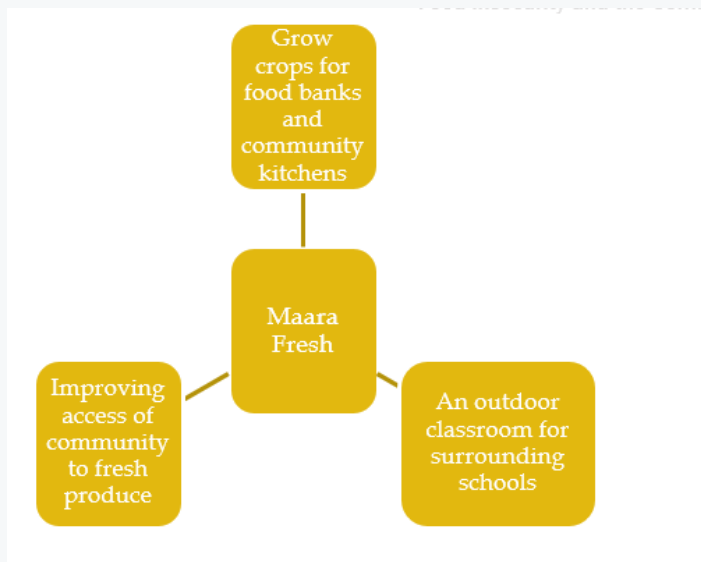 Grow
crops for
food banks
and
community
kitchens
Maara
Fresh
Improving
access of
community
to fresh
produce
An outdoor
classroom for
surrounding
schools